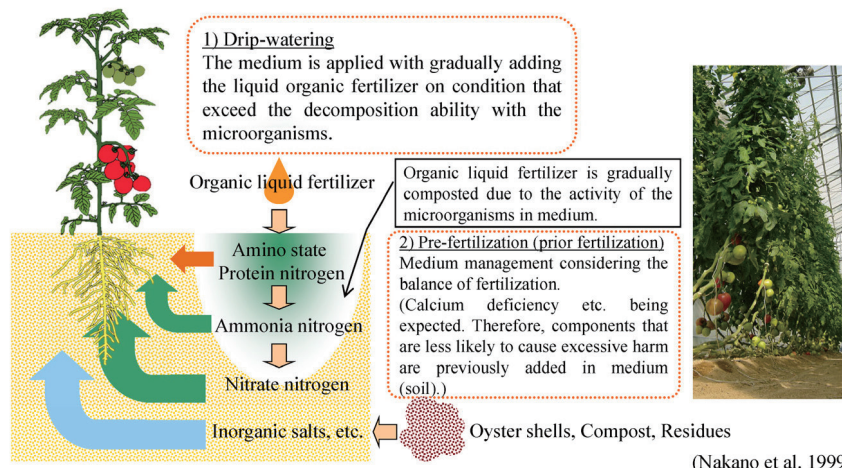 1) Drip-watering
The medium is applied with gradually adding
the liquid organic fertilizer on condition that
exceed the decomposition ability with the
microorganisms.
Organic liquid fertilizer
Organic liquid fertilizer is gradually
composted due to the activity of the
microorganisms in medium.
Amino state
Protein nitrogen
Ammonia nitrogen
Nitrate nitrogen
2) Pre-fertilization (prior fertilization)
Medium management considering the
balance of fertilization.
(Calcium deficiency etc. being
expected. Therefore, components that
are less likely to cause excessive harm
are previously added in medium
(soil).)
Inorganic salts, etc.
Oyster shells, Compost, Residues
(Nakano et al, 1999